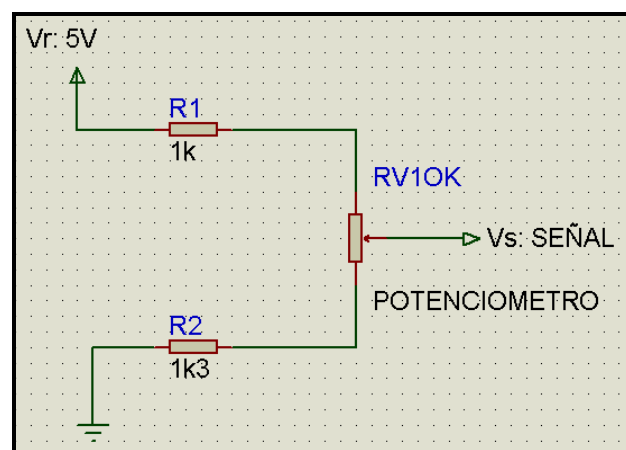 Vr: 5V
R1
1k
RV1OK
Vs: SEÑAL
POTENCIOMETRO
R2
1k3